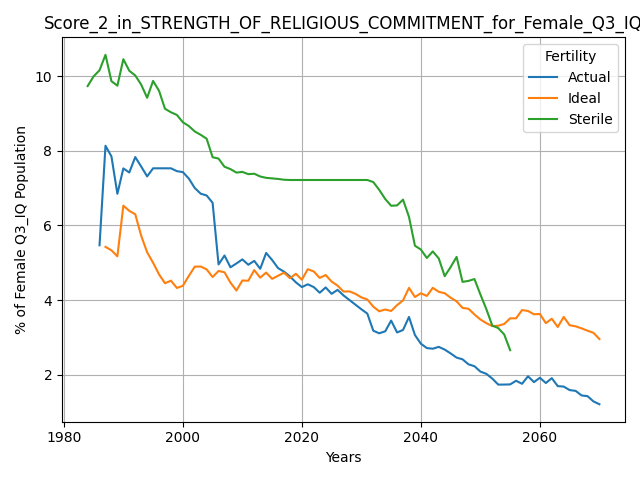 Score_2_in_STRENGTH_OF_RELIGIOUS_COMMITMENT_for_Female_Q3_IQ
Fertility
Actual
Ideal
Sterile
% of Female Q3_IQ Population
10
8
6
4
2
1980
2000
2020
2040
2060
Years